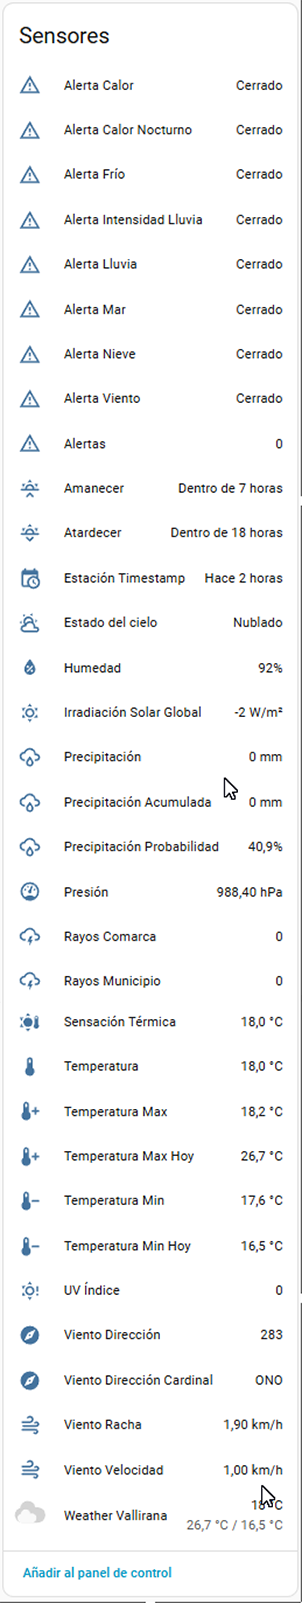 Sensores
Alerta Calor Cerrado
Alerta Calor Nocturno Cerrado
Alerta Frío Cerrado
Alerta Intensidad Lluvia Cerrado
Alerta Lluvia Cerrado
Alerta Mar Cerrado
Alerta Nieve Cerrado
Alerta Viento Cerrado
Alertas 0
Amanecer Dentro de 7 horas
Atardecer Dentro de 18 horas
Estación Timestamp Hace 2 horas
Estado del cielo Nublado
Humedad 92%
Irradiación Solar Global -2 W/m²
Precipitación 0 mm
Precipitación Acumulada 0 mm
Precipitación Probabilidad 40,9%
Presión 988,40 hPa
Rayos Comarca 0
Rayos Municipio 0
Sensación Térmica 18,0 °C
Temperatura 18,0 °C
Temperatura Max 18,2 °C
Temperatura Max Hoy 26,7 °C
Temperatura Min 17,6 °C
Temperatura Min Hoy 16,5 °C
UV Índice 0
Viento Dirección 283
Viento Dirección Cardinal ONO
Viento Racha 1,90 km/h
Viento Velocidad 1,00 km/h
Weather Vallirana 18 °C
26,7 °C / 16,5 °C
Añadir al panel de control